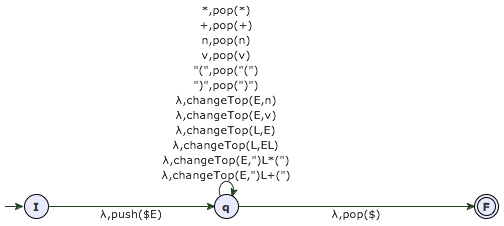 *,pop(*)
+,pop(+)
n,pop(n)
v,pop(v)
"(",pop("(")
")",pop(")")
λ,changeTop(E,n)
λ,changeTop(E,v)
λ,changeTop(L,E)
λ,changeTop(L,EL)
λ,changeTop(E,")L*(")
λ,changeTop(E,")L+(")
I
λ,push($E)
q
λ,pop($)
F